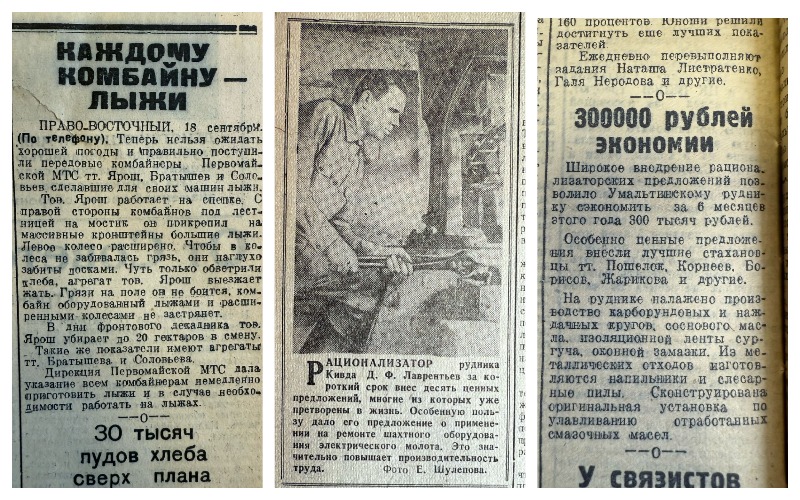 КАЖДОМУ
КОМБАЙНУ —
ЛЫЖИ
ПРАВО-ВОСТОЧНЫЙ, 18 сентября.
(По телефону). Теперь нельзя ожидать
хорошей погоды и правильно поступи-
ли передовые комбайнеры Первомай-
ской МТС тт. Ярош, Братышев и Соло-
вьев, сделавшие для своих машин лыжи.
Тов. Ярош работает на сцепке. С
правой стороны комбайнов под лест-
ницей на мостик он прикрепил на
массивные кронштейны большие лыжи.
Левое колесо расширено. Чтобы в ко-
леса не забивалась грязь, они наглухо
забиты досками. Чуть только обветрили
хлеба, агрегат тов. Ярош выезжает
жать. Грязи на поле он не боится, ком-
байн оборудованный лыжами и расши-
ренными колесами не застрянет.
В дни фронтового декадника тов.
Ярош убирает до 20 гектаров в смену.
Такие же показатели имеют агрегаты
тт. Братышева и Соловьева.
Дирекция Первомайской МТС дала
указание всем комбайнерам немедленно
приготовить лыжи и в случае необхо-
димости работать на лыжах.
—О—
30 тысяч
пудов хлеба
сверх плана
РАЦИОНАЛИЗАТОР рудника
Кивда Д. Ф. Лаврентьев за ко-
роткий срок внес десять ценных
предложений, многие из которых уже
претворены в жизнь. Особенную поль-
зу дало его предложение о примене-
нии на ремонте шахтного оборудова-
ния электрического молота. Это зна-
чительно повышает производительность
труда. Фото Е. Шулепова.
160 процентов. Юноши решили
достигнуть еще лучших пока-
зателей.
Ежедневно перевыполняют
задания Наташа Листратенко,
Галя Неродова и другие.
—О—
300000 рублей
экономии
Широкое внедрение рациона-
лизаторских предложений поз-
волило Умальтинскому рудни-
ку сэкономить за 6 месяцев
этого года 300 тысяч рублей.
Особенно ценные предложе-
ния внесли лучшие стаханов-
цы тт. Пошелок, Корнеев, Бо-
рисов, Жарикова и другие.
На руднике налажено произ-
водство карборундовых и наж-
дачных кругов, соснового мас-
ла, изоляционной ленты сур-
гуча, оконной замазки. Из ме-
таллических отходов изготов-
ляются напильники и слесар-
ные пилы. Сконструирована
оригинальная установка по
улавливанию отработанных
смазочных масел.
—О—
У связистов